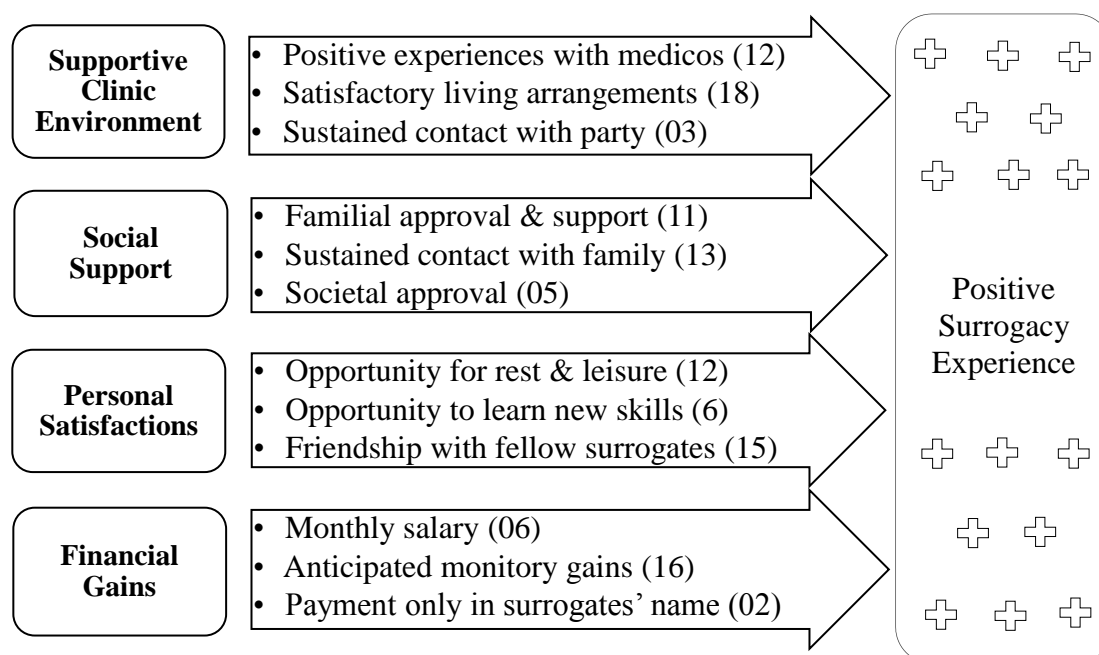 Supportive
Clinic
Environment
• Positive experiences with medicos (12)
• Satisfactory living arrangements (18)
• Sustained contact with party (03)
Social
Support
• Familial approval & support (11)
• Sustained contact with family (13)
• Societal approval (05)
Personal
Satisfactions
• Opportunity for rest & leisure (12)
• Opportunity to learn new skills (6)
• Friendship with fellow surrogates (15)
Financial
Gains
• Monthly salary (06)
• Anticipated monitory gains (16)
• Payment only in surrogates’ name (02)
Positive
Surrogacy
Experience